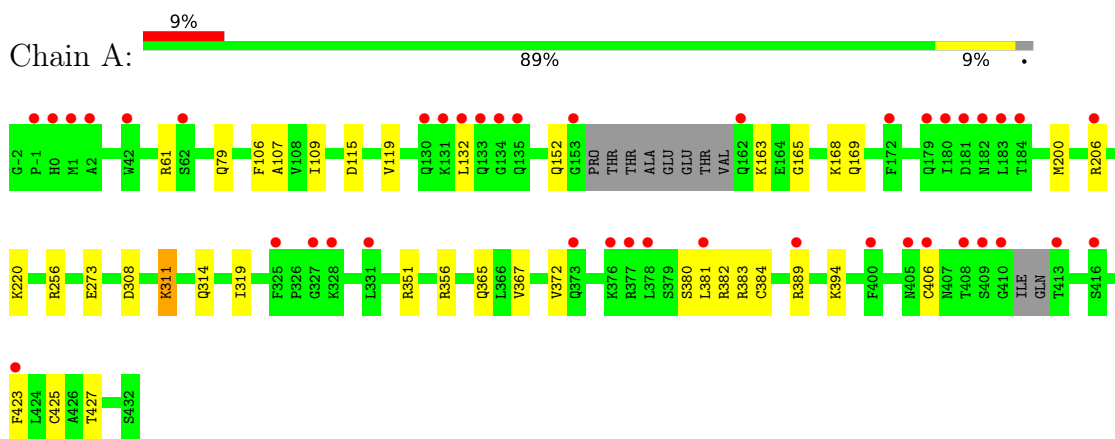 9%
Chain A:
89% 9% •
G-2 P-1 H0 M1 A2 W42 R61 S62 Q79 F106 A107 V108 I109 D115 V119 Q130 K131 L132 Q133 G134 Q135 Q152 G153 PRO THR THR ALA GLU GLU THR VAL Q162 K163 E164 G165 K168 Q169 F172 Q179 I180 D181 N182 L183 T184 M200 R206
K220 R256 E273 D308 K311 Q314 I319 F325 P326 G327 K328 L331 R351 R356 Q365 L366 V367 V372 Q373 K376 R377 L378 S379 S380 L381 R382 R383 C384 R389 K394 F400 N405 C406 N407 T408 S409 G410 ILE GLN T413 S416
F423 L424 C425 A426 T427 S432